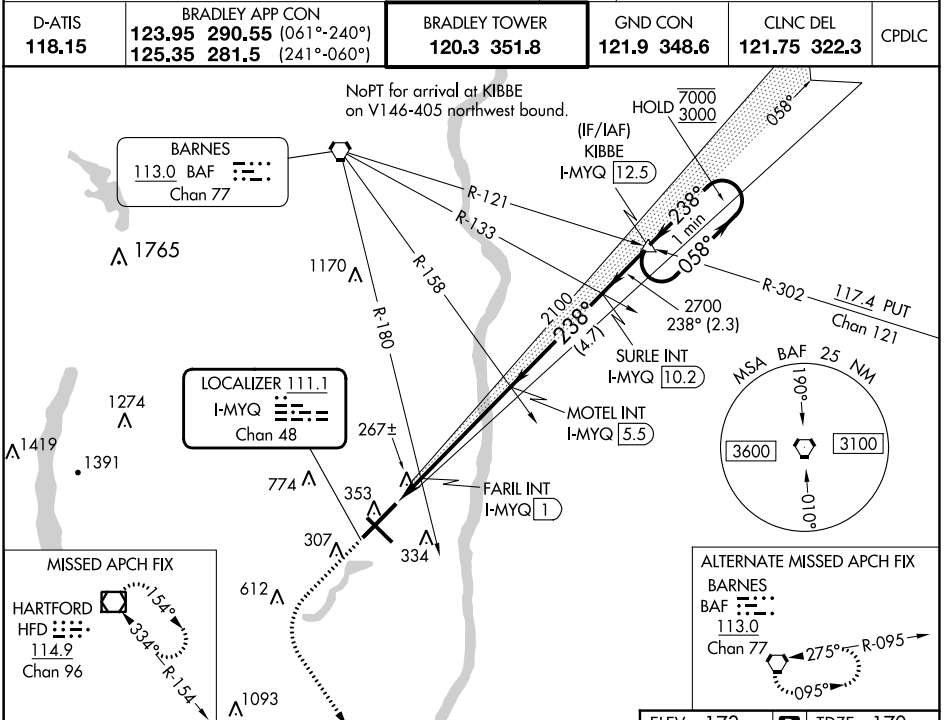 D-ATIS
118.15
BRADLEY APP CON
123.95 290.55 (061°-240°)
125.35 281.5 (241°-060°)
BRADLEY TOWER
120.3 351.8
GND CON
121.9 348.6
CLNC DEL
121.75 322.3
CPDLC
NoPT for arrival at KIBBE
on V146-405 northwest bound.
HOLD 7000
3000
058°
(IF/IAF)
KIBBE
I-MYQ 12.5
BARNES
113.0 BAF
Chan 77
R-121
R-133
R-158
R-180
238°
1 min
058°
1765
1170
R-302
117.4 PUT
Chan 121
2100
238°
(4.7)
2700
238° (2.3)
SURLE INT
I-MYQ 10.2
MSA BAF 25 NM
190°
3600
3100
010°
LOCALIZER 111.1
I-MYQ
Chan 48
MOTEL INT
I-MYQ 5.5
1274
1419
1391
267±
774
353
FARIL INT
I-MYQ 1
307
334
612
1093
MISSED APCH FIX
HARTFORD
HFD
114.9
Chan 96
154°
334°
R-154
ALTERNATE MISSED APCH FIX
BARNES
BAF
113.0
Chan 77
275°
R-095
095°
ELEV 173
D
TDZE 170